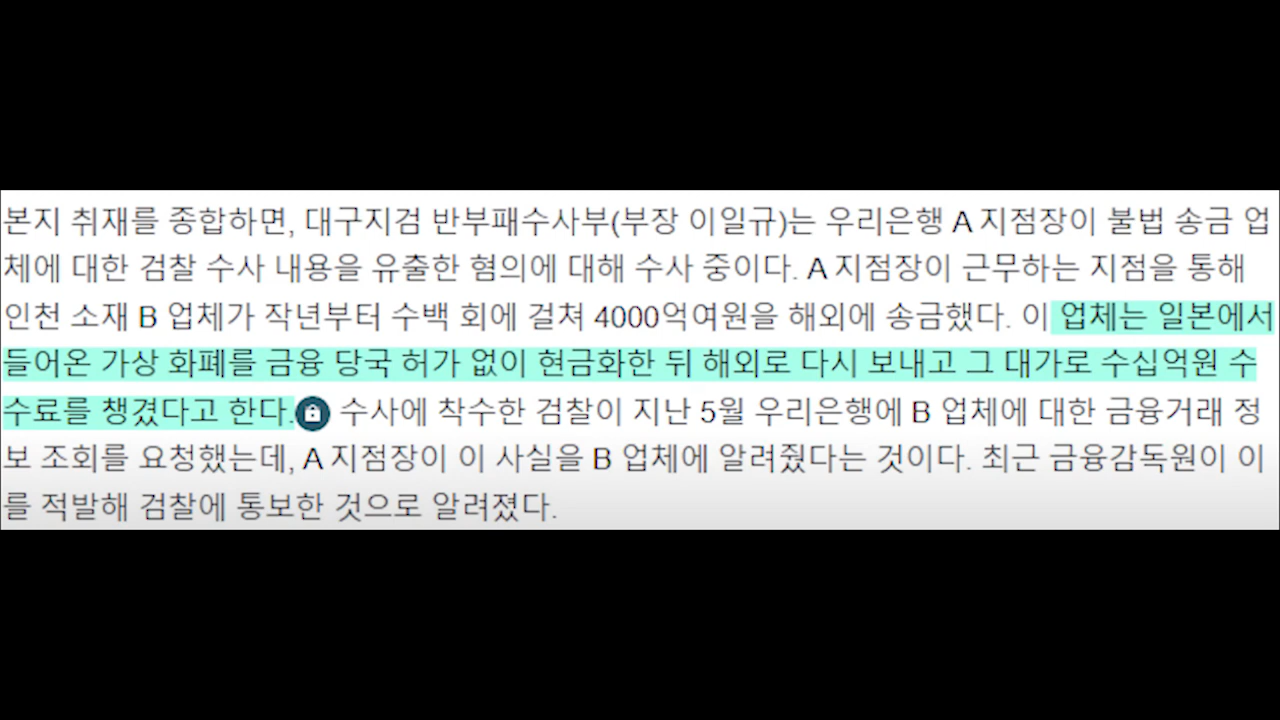 본지 취재를 종합하면, 대구지검 반부패수사부(부장 이일규)는 우리은행 A 지점장이 불법 송금 업
체에 대한 검찰 수사 내용을 유출한 혐의에 대해 수사 중이다. A 지점장이 근무하는 지점을 통해
인천 소재 B 업체가 작년부터 수백 회에 걸쳐 4000억여원을 해외에 송금했다. 이 업체는 일본에서
들어온 가상 화폐를 금융 당국 허가 없이 현금화한 뒤 해외로 다시 보내고 그 대가로 수십억원 수
수료를 챙겼다고 한다. 수사에 착수한 검찰이 지난 5월 우리은행에 B 업체에 대한 금융거래 정
보 조회를 요청했는데, A 지점장이 이 사실을 B 업체에 알려줬다는 것이다. 최근 금융감독원이 이
를 적발해 검찰에 통보한 것으로 알려졌다.